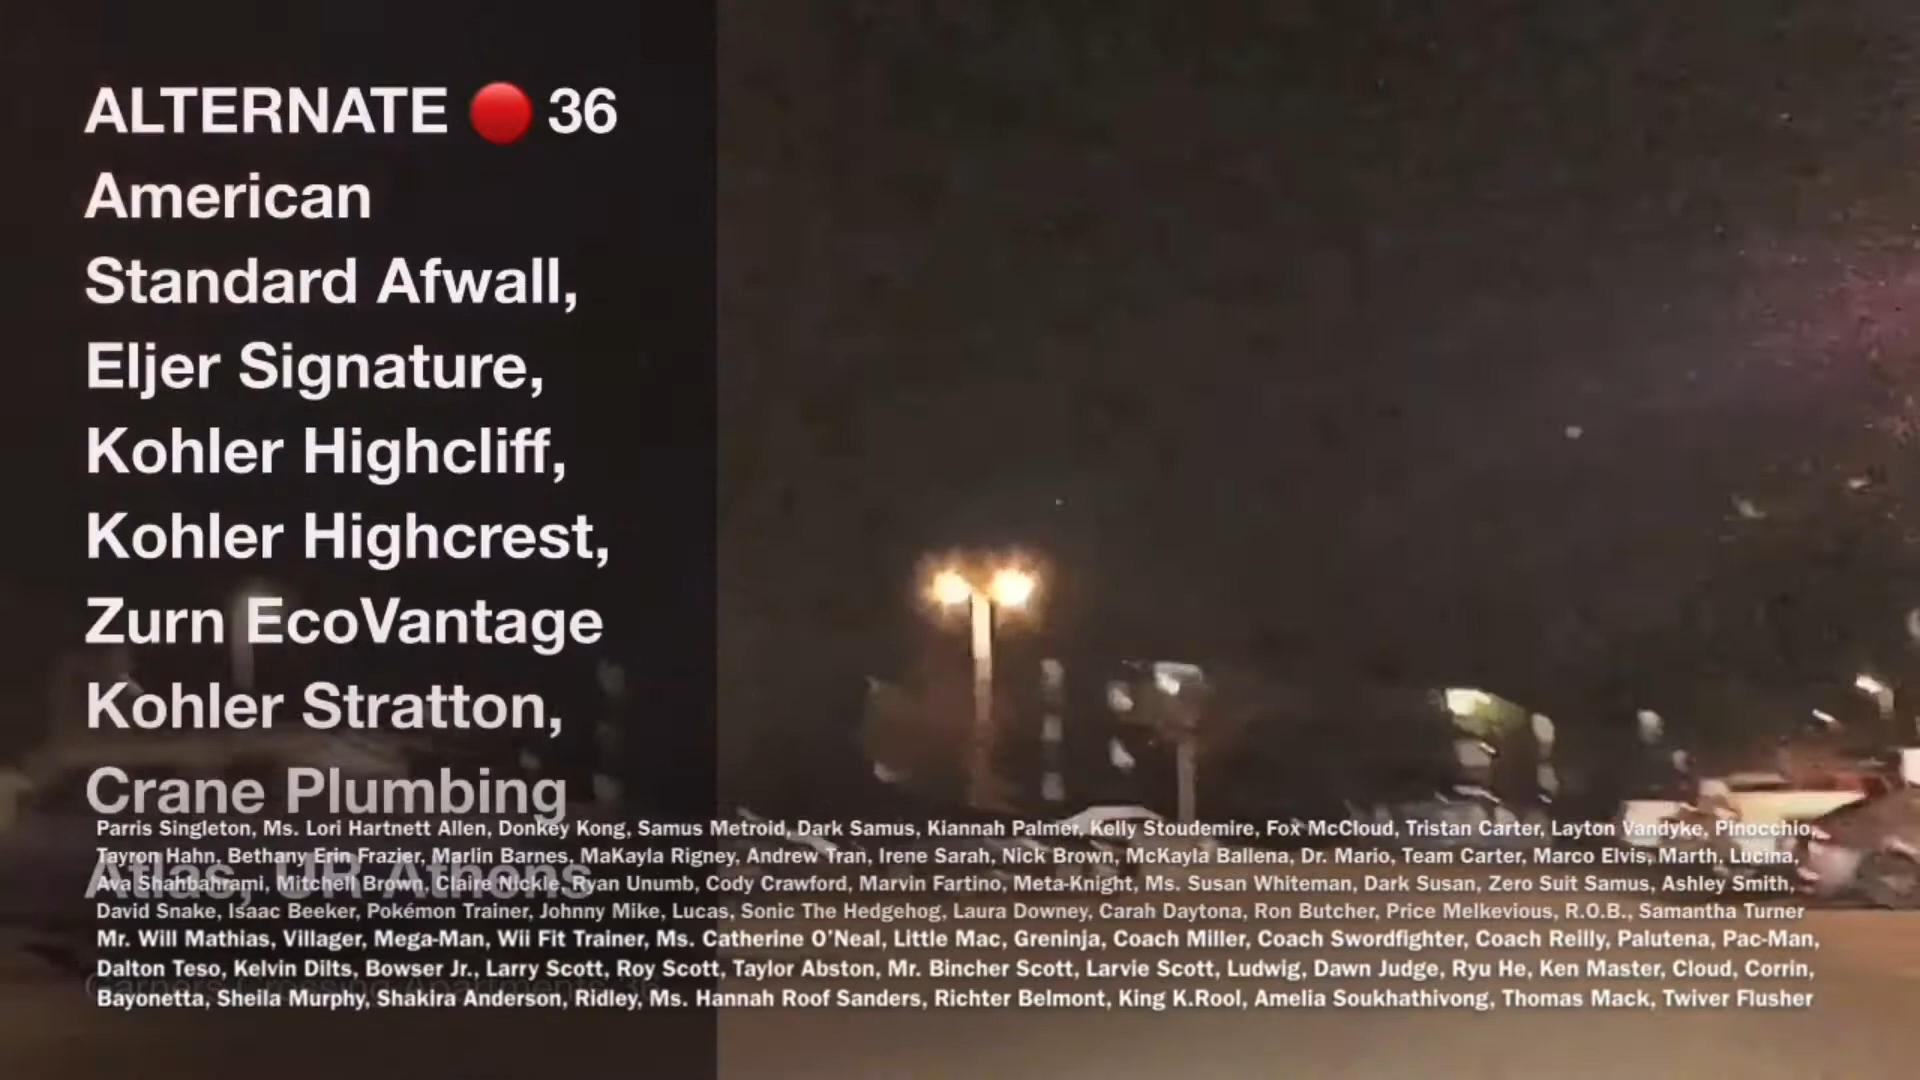 ALTERNATE 🔴 36
American
Standard Afwall,
Eljer Signature,
Kohler Highcliff,
Kohler Highcrest,
Zurn EcoVantage
Kohler Stratton,
Crane Plumbing
Atlas, UR Athens
Parris Singleton, Ms. Lori Hartnett Allen, Donkey Kong, Samus Metroid, Dark Samus, Kiannah Palmer, Kelly Stoudemire, Fox McCloud, Tristan Carter, Layton Vandyke, Pinocchio,
Tayron Hahn, Bethany Erin Frazier, Marlin Barnes, MaKayla Rigney, Andrew Tran, Irene Sarah, Nick Brown, McKayla Ballena, Dr. Mario, Team Carter, Marco Elvis, Marth, Lucina,
Ava Shahbahrami, Mitchell Brown, Claire Nickle, Ryan Unumb, Cody Crawford, Marvin Fartino, Meta-Knight, Ms. Susan Whiteman, Dark Susan, Zero Suit Samus, Ashley Smith,
David Snake, Isaac Beeker, Pokémon Trainer, Johnny Mike, Lucas, Sonic The Hedgehog, Laura Downey, Carah Daytona, Ron Butcher, Price Melkevious, R.O.B., Samantha Turner
Mr. Will Mathias, Villager, Mega-Man, Wii Fit Trainer, Ms. Catherine O'Neal, Little Mac, Greninja, Coach Miller, Coach Swordfighter, Coach Reilly, Palutena, Pac-Man,
Dalton Teso, Kelvin Dilts, Bowser Jr., Larry Scott, Roy Scott, Taylor Abston, Mr. Bincher Scott, Larvie Scott, Ludwig, Dawn Judge, Ryu He, Ken Master, Cloud, Corrin,
Garners Crossing Apartments 36
Bayonetta, Sheila Murphy, Shakira Anderson, Ridley, Ms. Hannah Roof Sanders, Richter Belmont, King K.Rool, Amelia Soukhathivong, Thomas Mack, Twiver Flusher